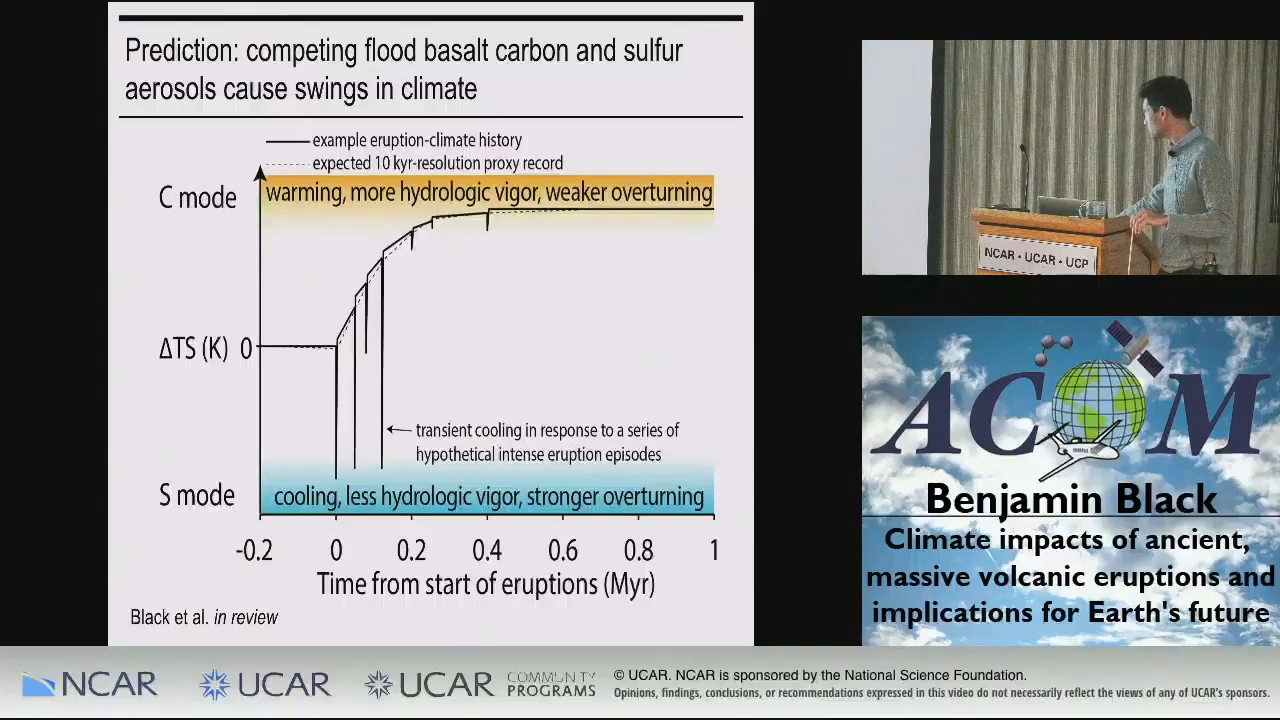 Prediction: competing flood basalt carbon and sulfur
aerosols cause swings in climate
example eruption-climate history
expected 10 kyr-resolution proxy record
C mode
warming, more hydrologic vigor, weaker overturning
ΔTS (K) 0
transient cooling in response to a series of
hypothetical intense eruption episodes
S mode
cooling, less hydrologic vigor, stronger overturning
-0.2 0 0.2 0.4 0.6 0.8 1
Time from start of eruptions (Myr)
Black et al. in review
NCAR • UCAR • UCP
ACOM
Benjamin Black
Climate impacts of ancient,
massive volcanic eruptions and
implications for Earth's future
NCAR
UCAR
UCAR
COMMUNITY
PROGRAMS
© UCAR. NCAR is sponsored by the National Science Foundation.
Opinions, findings, conclusions, or recommendations expressed in this video do not necessarily reflect the views of any of UCAR's sponsors.